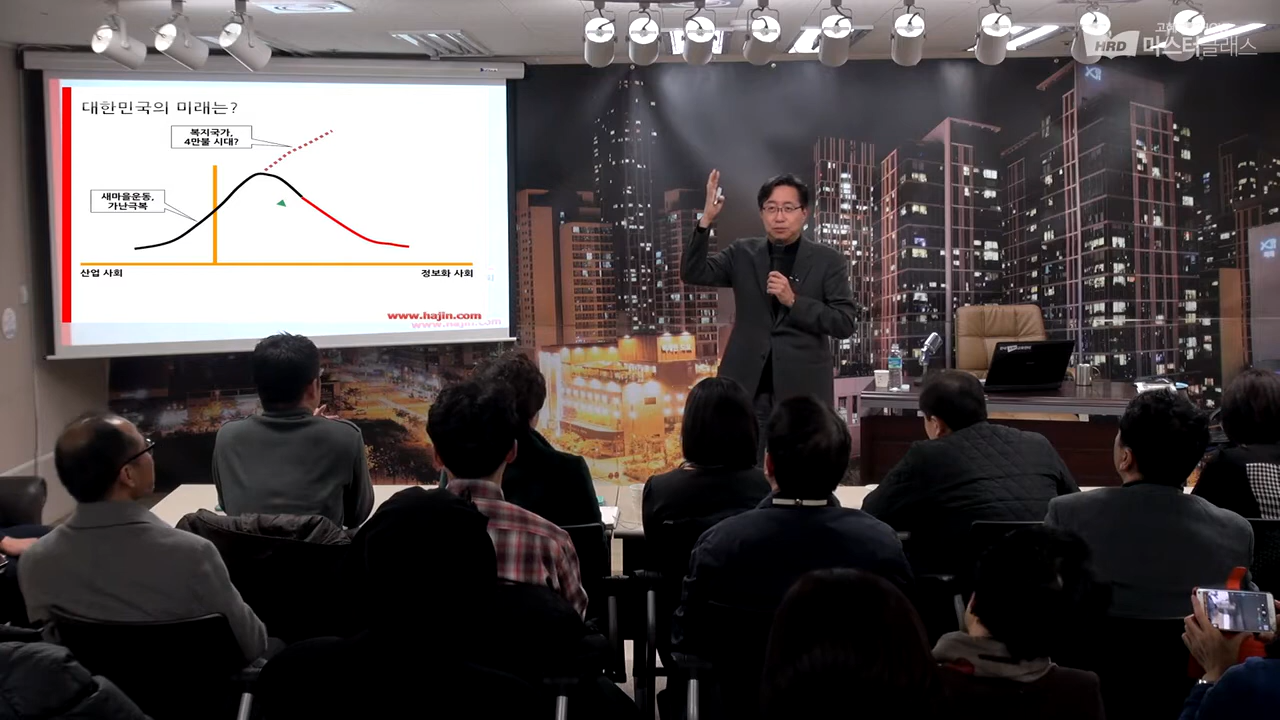 HRD 마스터클래스
대한민국의 미래는?
복지국가,
4만불 시대?
새마을운동,
가난극복
산업 사회
정보화 사회
www.hajin.com
www.hajin.com